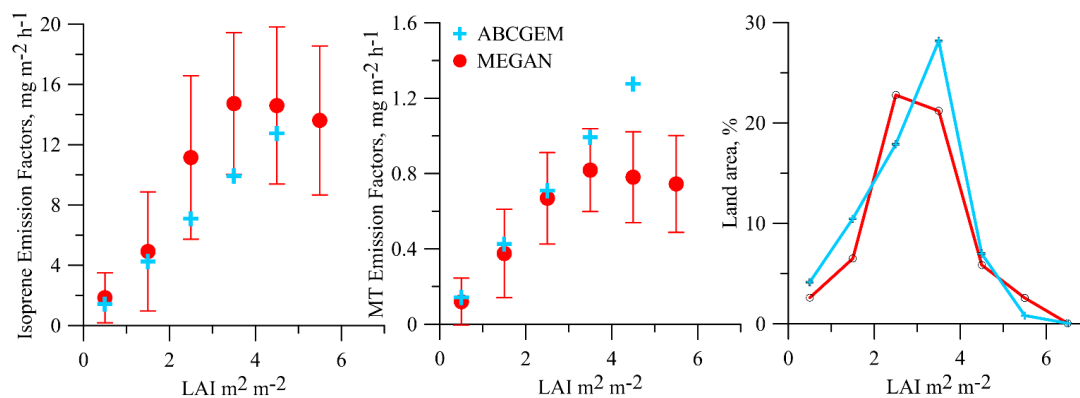 Isoprene Emission Factors, mg m-2 h-1
20
16
12
8
4
0
0 2 4 6
LAI m2 m-2
MT Emission Factors, mg m-2 h-1
1.6
1.2
0.8
0.4
0
0 2 4 6
LAI m2 m-2
ABCGEM
MEGAN
Land area, %
30
20
10
0
0 2 4 6
LAI m2 m-2